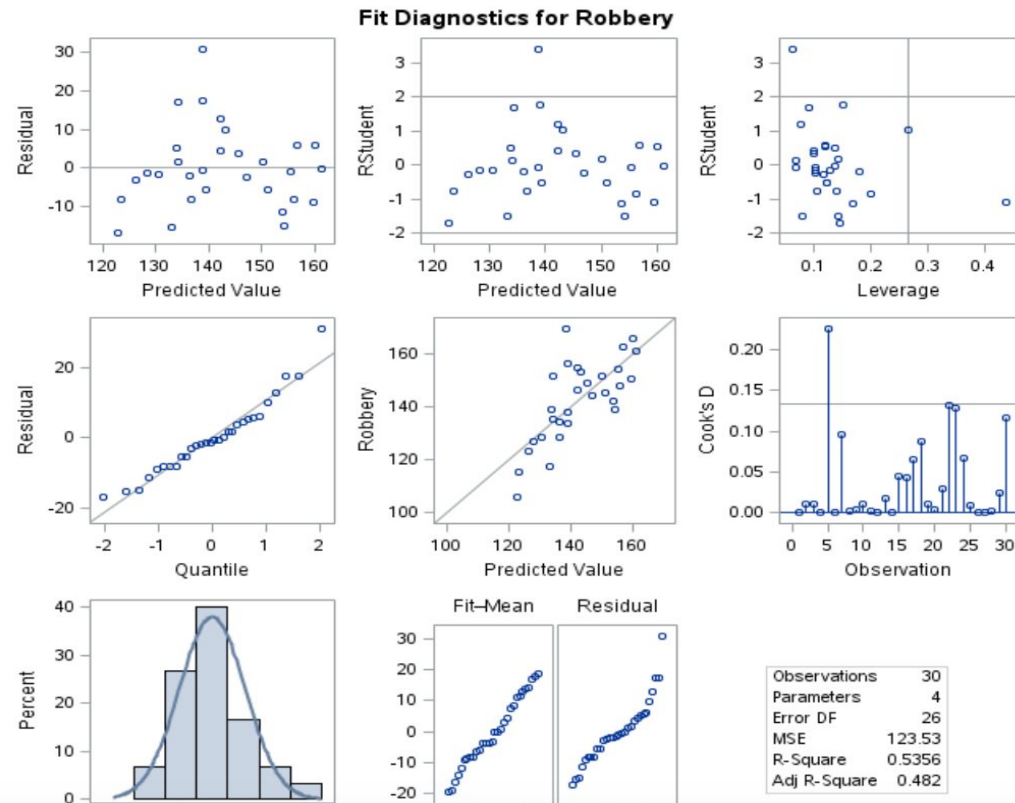 Fit Diagnostics for Robbery
Residual
30
20
10
0
-10
120 130 140 150 160
Predicted Value
RStudent
3
2
1
0
-1
-2
120 130 140 150 160
Predicted Value
RStudent
3
2
1
0
-1
-2
0.1 0.2 0.3 0.4
Leverage
Residual
20
0
-20
-2 -1 0 1 2
Quantile
Robbery
160
140
120
100
100 120 140 160
Predicted Value
Cook's D
0.20
0.15
0.10
0.05
0.00
0 5 10 15 20 25 30
Observation
Percent
40
30
20
10
0
Fit–Mean Residual
30
20
10
0
-10
-20
Observations 30
Parameters 4
Error DF 26
MSE 123.53
R-Square 0.5356
Adj R-Square 0.482